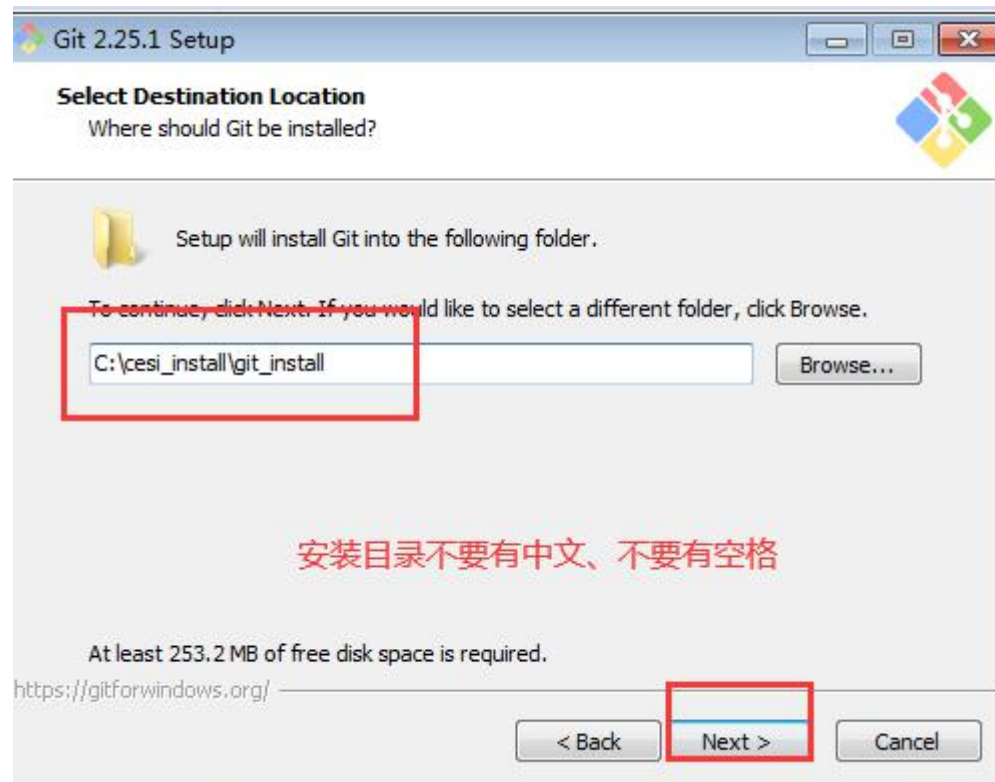 Git 2.25.1 Setup
Select Destination Location
Where should Git be installed?
Setup will install Git into the following folder.
To continue, click Next. If you would like to select a different folder, click Browse.
C:\cesi_install\git_install
Browse...
安装目录不要有中文、不要有空格
At least 253.2 MB of free disk space is required.
https://gitforwindows.org/
< Back
Next >
Cancel